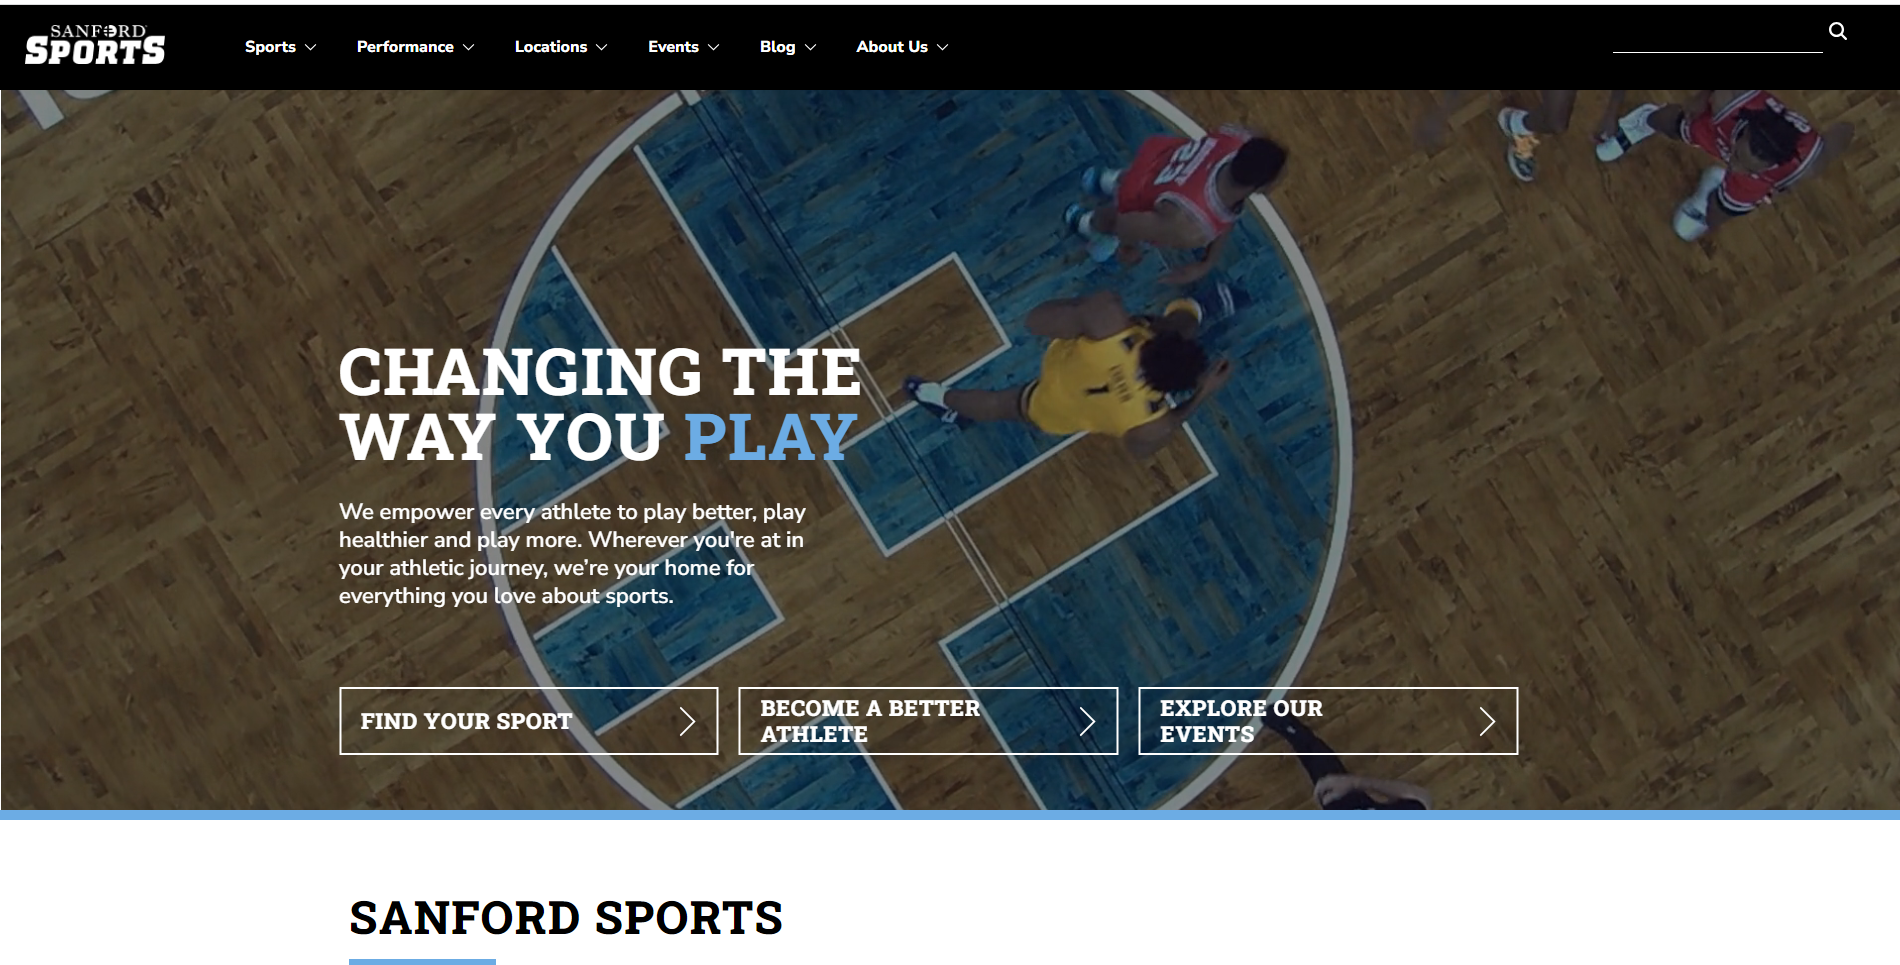 SANFORD
SPORTS
Sports
Performance
Locations
Events
Blog
About Us
23
1
CHANGING THE
WAY YOU PLAY
We empower every athlete to play better, play
healthier and play more. Wherever you're at in
your athletic journey, we’re your home for
everything you love about sports.
FIND YOUR SPORT
BECOME A BETTER
ATHLETE
EXPLORE OUR
EVENTS
SANFORD SPORTS